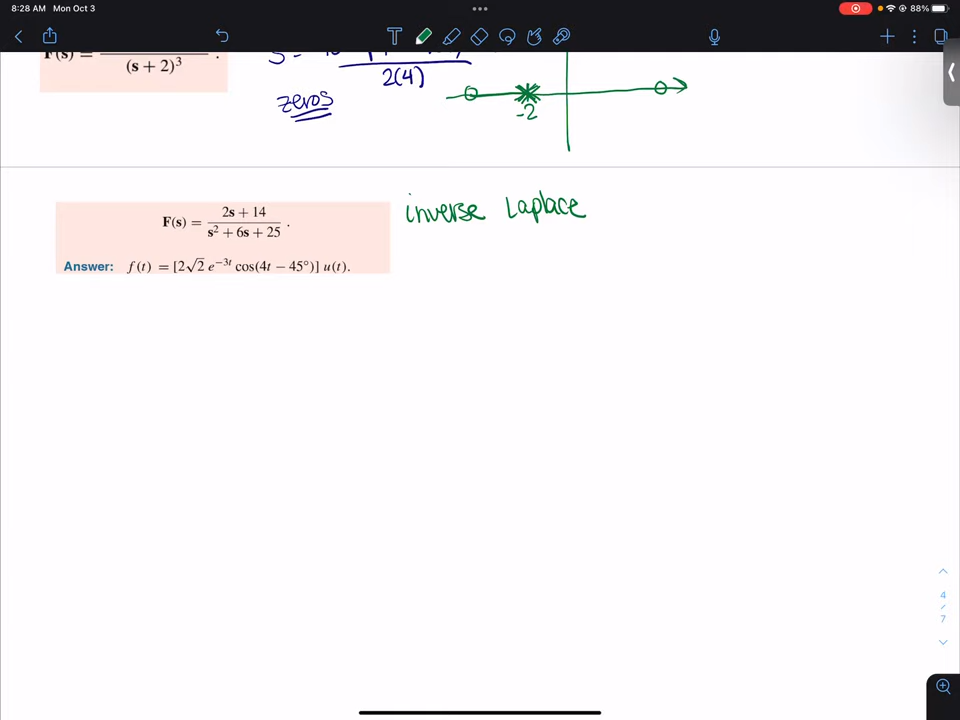 8:28 AM Mon Oct 3
88%
F(s) =
(s + 2)³ .
2(4)
zeros
-2
F(s) = (2s + 14) / (s² + 6s + 25) .
inverse Laplace
Answer: f(t) = [2√2 e^(−3t) cos(4t − 45°)] u(t).
4
/
7